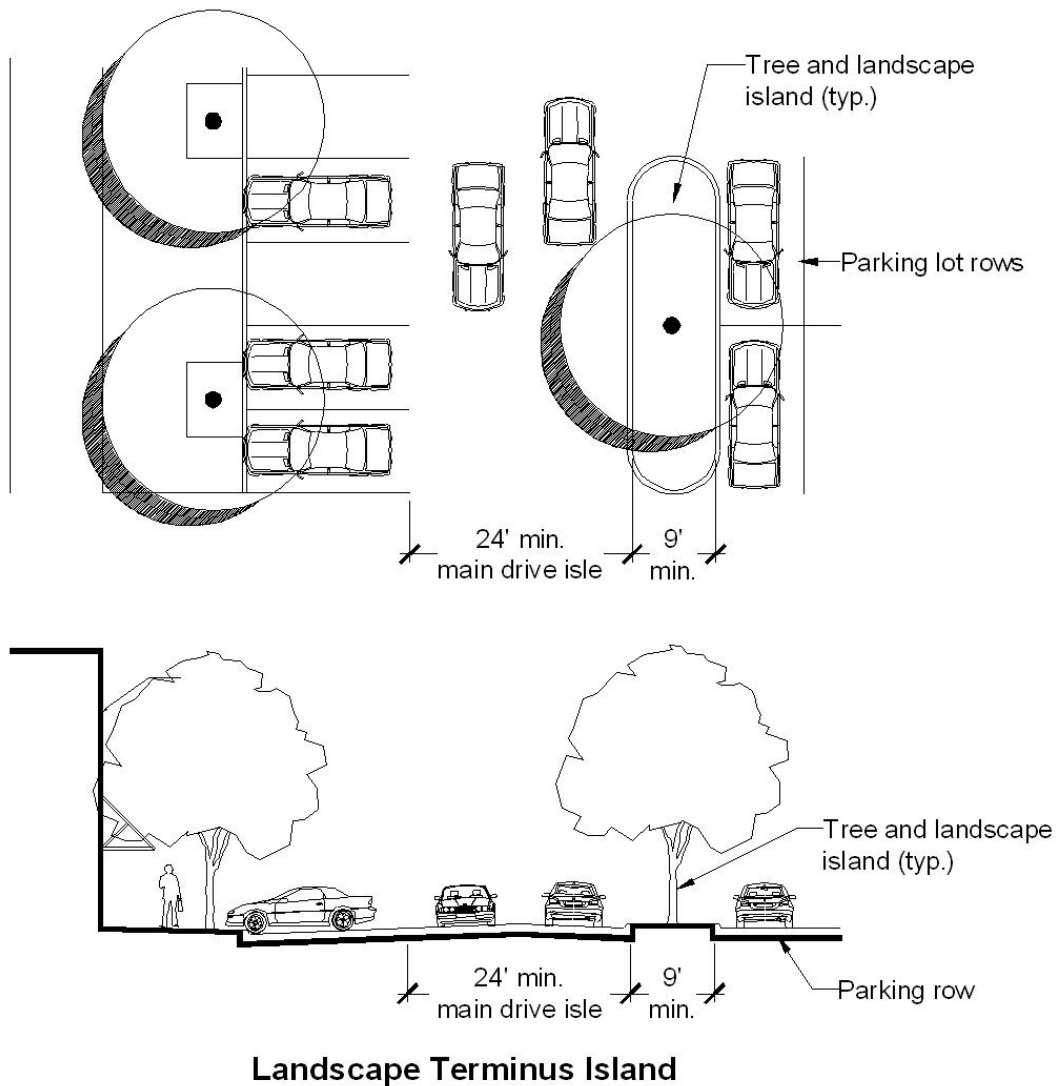 Tree and landscape
island (typ.)
Parking lot rows
24' min.
main drive isle
9'
min.
Tree and landscape
island (typ.)
24' min.
main drive isle
9'
min.
Parking row
Landscape Terminus Island